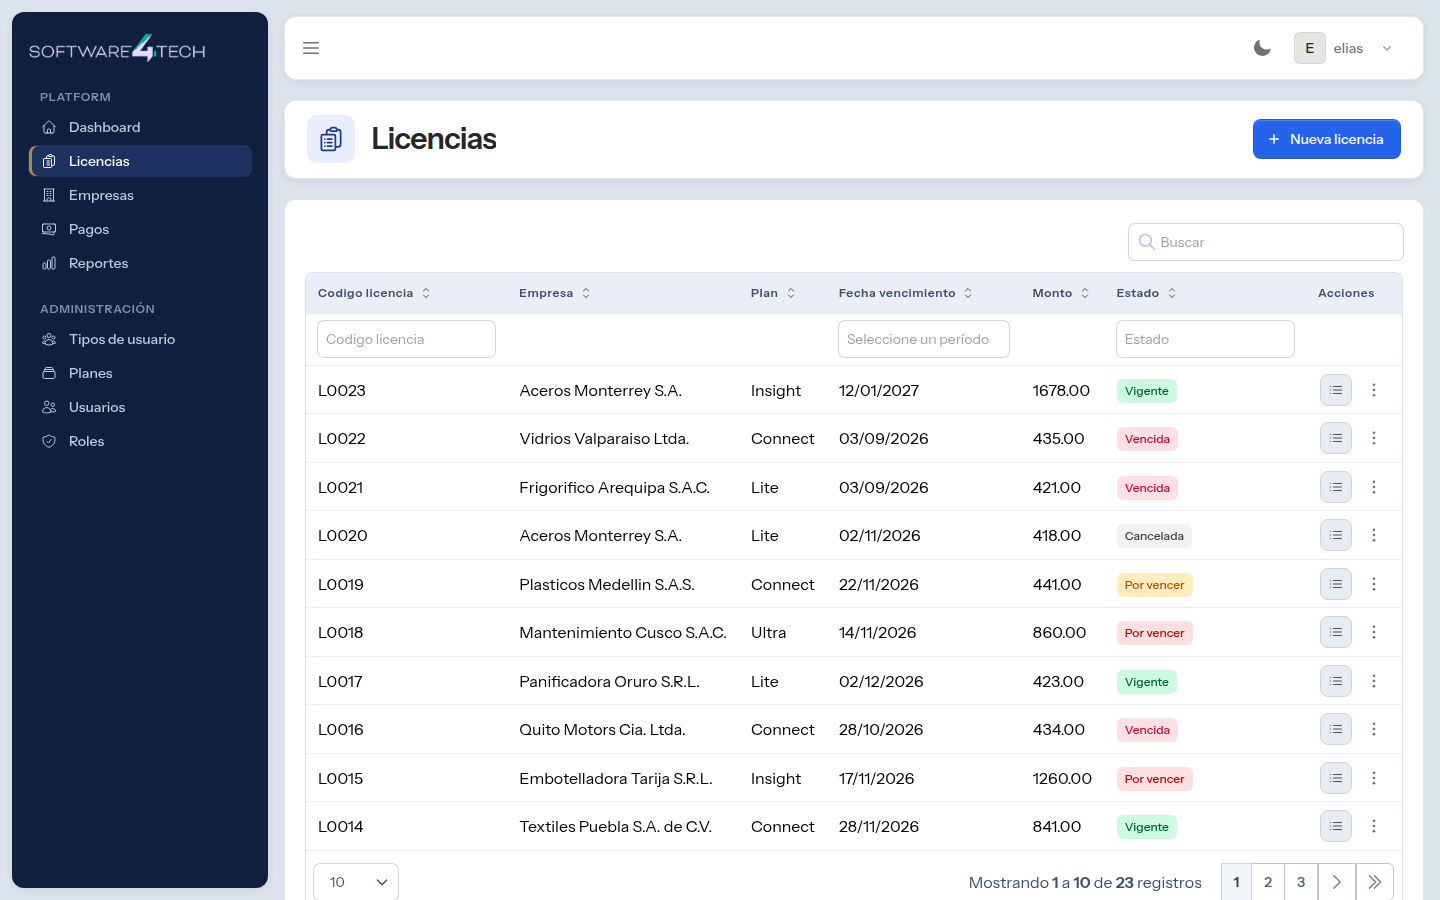 SOFTWARE4TECH
PLATFORM
Dashboard
Licencias
Empresas
Pagos
Reportes
ADMINISTRACIÓN
Tipos de usuario
Planes
Usuarios
Roles
E elias
Licencias
+ Nueva licencia
Buscar
Codigo licencia Empresa Plan Fecha vencimiento Monto Estado Acciones
Codigo licencia Seleccione un período Estado
L0023 Aceros Monterrey S.A. Insight 12/01/2027 1678.00 Vigente
L0022 Vidrios Valparaiso Ltda. Connect 03/09/2026 435.00 Vencida
L0021 Frigorifico Arequipa S.A.C. Lite 03/09/2026 421.00 Vencida
L0020 Aceros Monterrey S.A. Lite 02/11/2026 418.00 Cancelada
L0019 Plasticos Medellin S.A.S. Connect 22/11/2026 441.00 Por vencer
L0018 Mantenimiento Cusco S.A.C. Ultra 14/11/2026 860.00 Por vencer
L0017 Panificadora Oruro S.R.L. Lite 02/12/2026 423.00 Vigente
L0016 Quito Motors Cia. Ltda. Connect 28/10/2026 434.00 Vencida
L0015 Embotelladora Tarija S.R.L. Insight 17/11/2026 1260.00 Por vencer
L0014 Textiles Puebla S.A. de C.V. Connect 28/11/2026 841.00 Vigente
10 Mostrando 1 a 10 de 23 registros 1 2 3